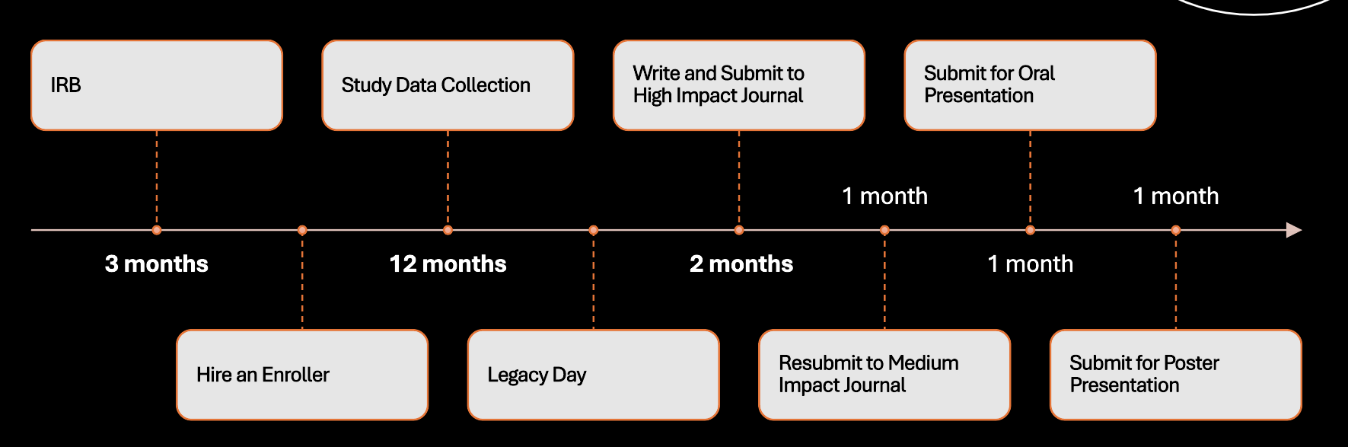 IRB
Study Data Collection
Write and Submit to
High Impact Journal
Submit for Oral
Presentation
1 month
1 month
3 months
12 months
2 months
1 month
Hire an Enroller
Legacy Day
Resubmit to Medium
Impact Journal
Submit for Poster
Presentation